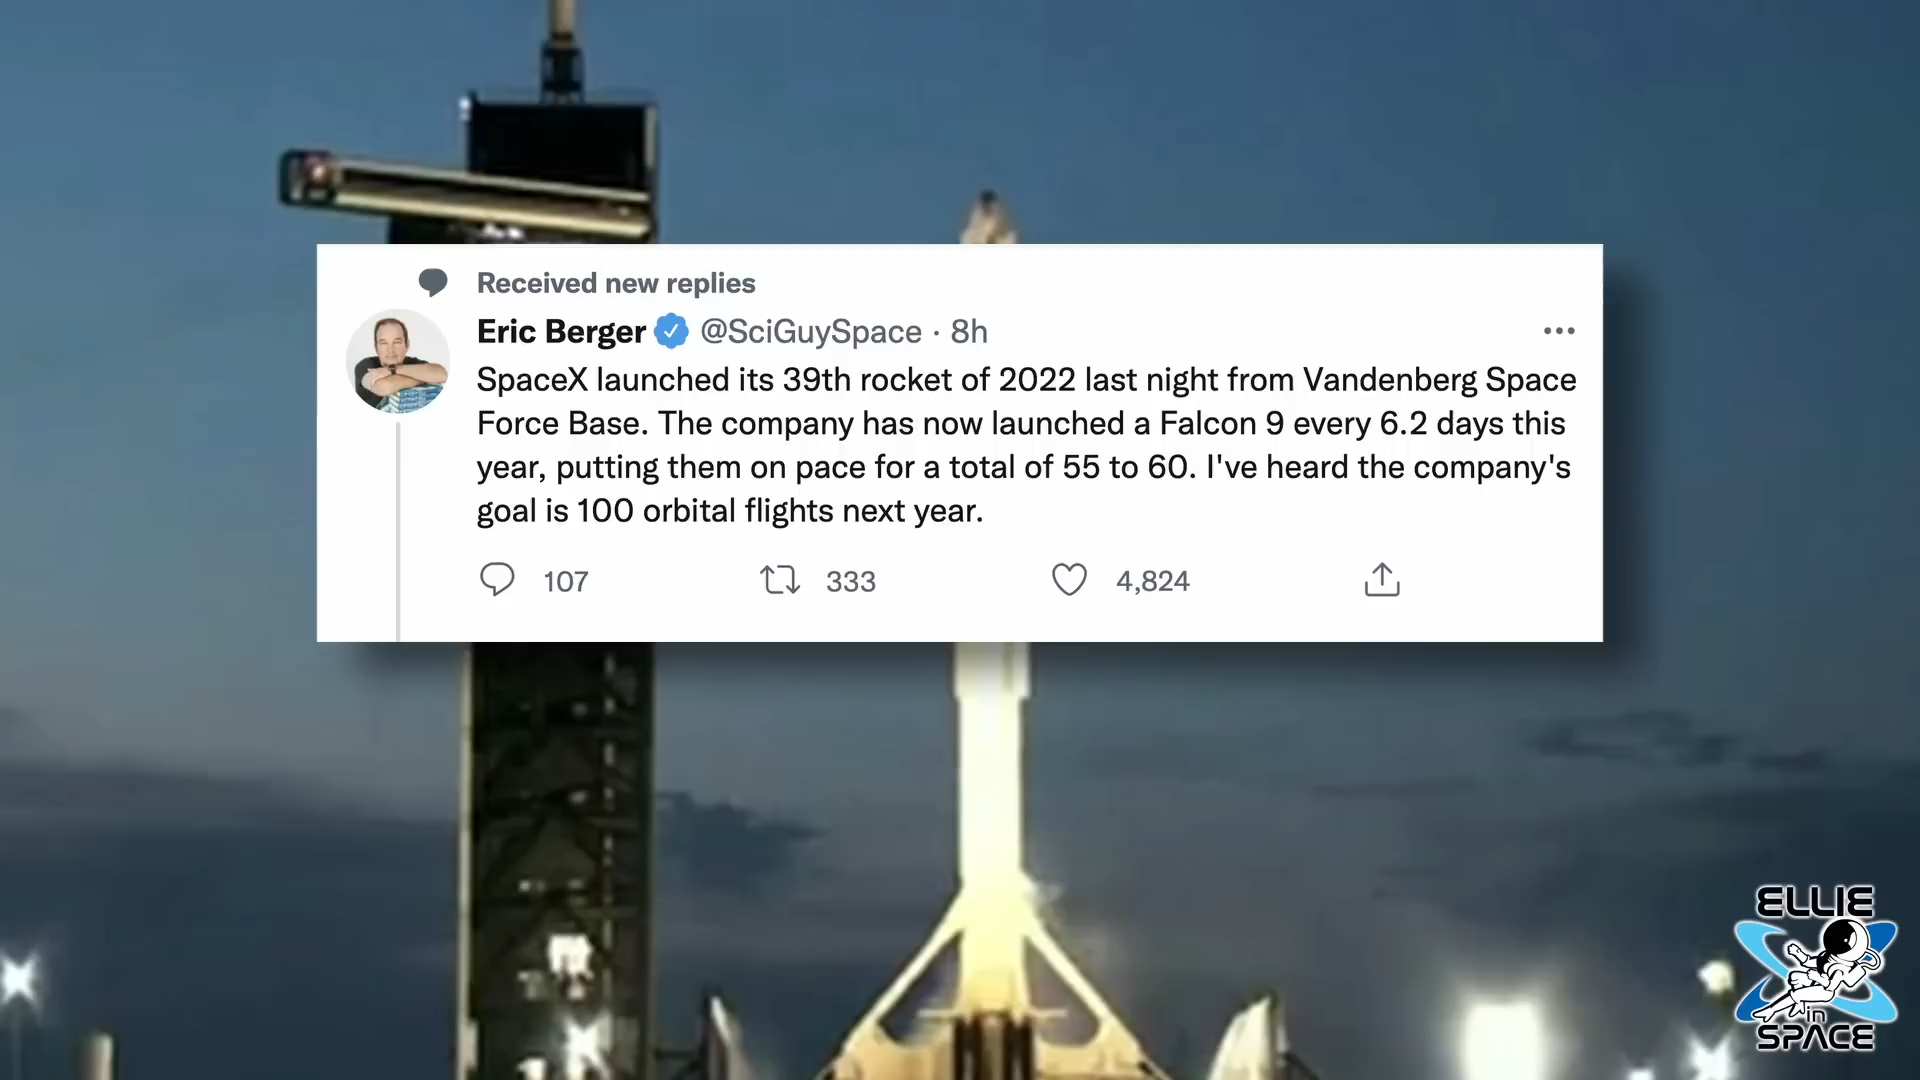 Received new replies
Eric Berger @SciGuySpace · 8h
SpaceX launched its 39th rocket of 2022 last night from Vandenberg Space
Force Base. The company has now launched a Falcon 9 every 6.2 days this
year, putting them on pace for a total of 55 to 60. I've heard the company's
goal is 100 orbital flights next year.
107 333 4,824
ELLIE
in
SPACE